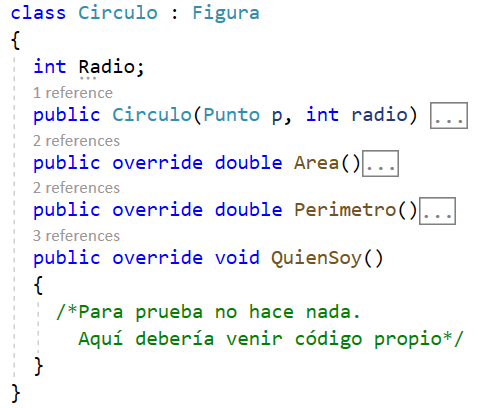 class Circulo : Figura
{
int Radio;
1 reference
public Circulo(Punto p, int radio) ...
2 references
public override double Area()...
2 references
public override double Perimetro()...
3 references
public override void QuienSoy()
{
/*Para prueba no hace nada.
Aquí debería venir código propio*/
}
}